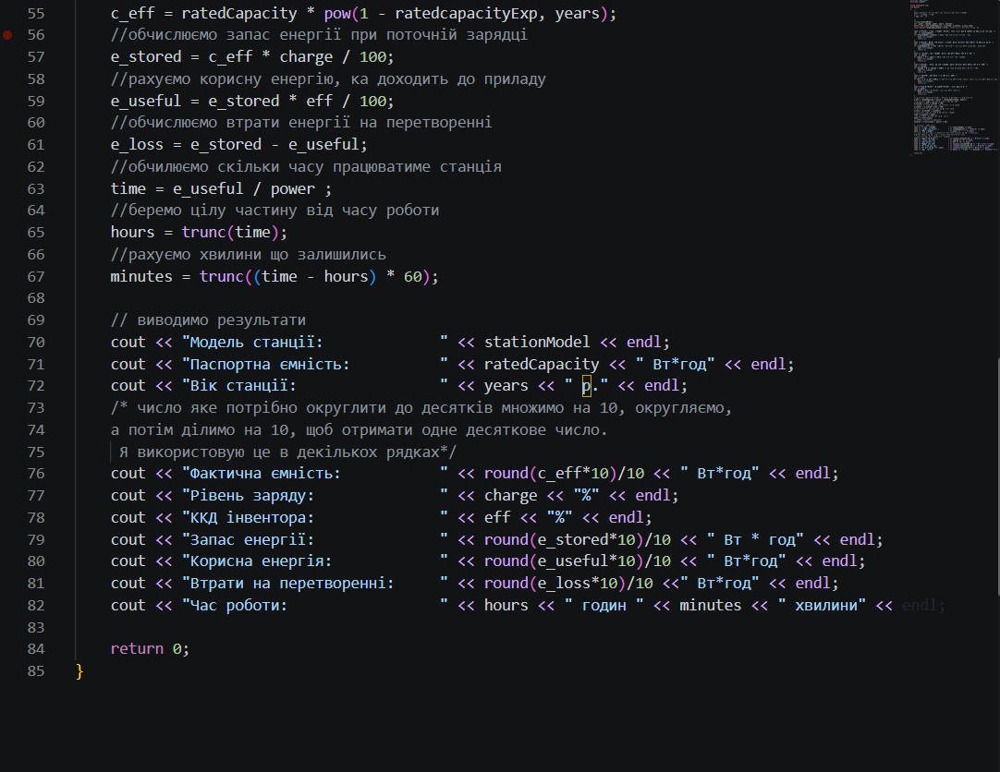 55 c_eff = ratedCapacity * pow(1 - ratedcapacityExp, years);
56 //обчислюємо запас енергії при поточній зарядці
57 e_stored = c_eff * charge / 100;
58 //рахуємо корисну енергію, ка доходить до приладу
59 e_useful = e_stored * eff / 100;
60 //обчислюємо втрати енергії на перетворенні
61 e_loss = e_stored - e_useful;
62 //обчилюємо скільки часу працюватиме станція
63 time = e_useful / power ;
64 //беремо цілу частину від часу роботи
65 hours = trunc(time);
66 //рахуємо хвилини що залишились
67 minutes = trunc((time - hours) * 60);
68
69 // виводимо результати
70 cout << "Модель станції:             " << stationModel << endl;
71 cout << "Паспортна ємність:          " << ratedCapacity << " Вт*год" << endl;
72 cout << "Вік станції:                " << years << " р." << endl;
73 /* число яке потрібно округлити до десятків множимо на 10, округляємо,
74 а потім ділимо на 10, щоб отримати одне десяткове число.
75 Я використовую це в декількох рядках*/
76 cout << "Фактична ємність:           " << round(c_eff*10)/10 << " Вт*год" << endl;
77 cout << "Рівень заряду:              " << charge << "%" << endl;
78 cout << "ККД інвентора:              " << eff << "%" << endl;
79 cout << "Запас енергії:              " << round(e_stored*10)/10 << " Вт * год" << endl;
80 cout << "Корисна енергія:            " << round(e_useful*10)/10 << " Вт*год" << endl;
81 cout << "Втрати на перетворенні:     " << round(e_loss*10)/10 <<" Вт*год" << endl;
82 cout << "Час роботи:                 " << hours << " годин " << minutes << " хвилини" << endl;
83
84 return 0;
85 }